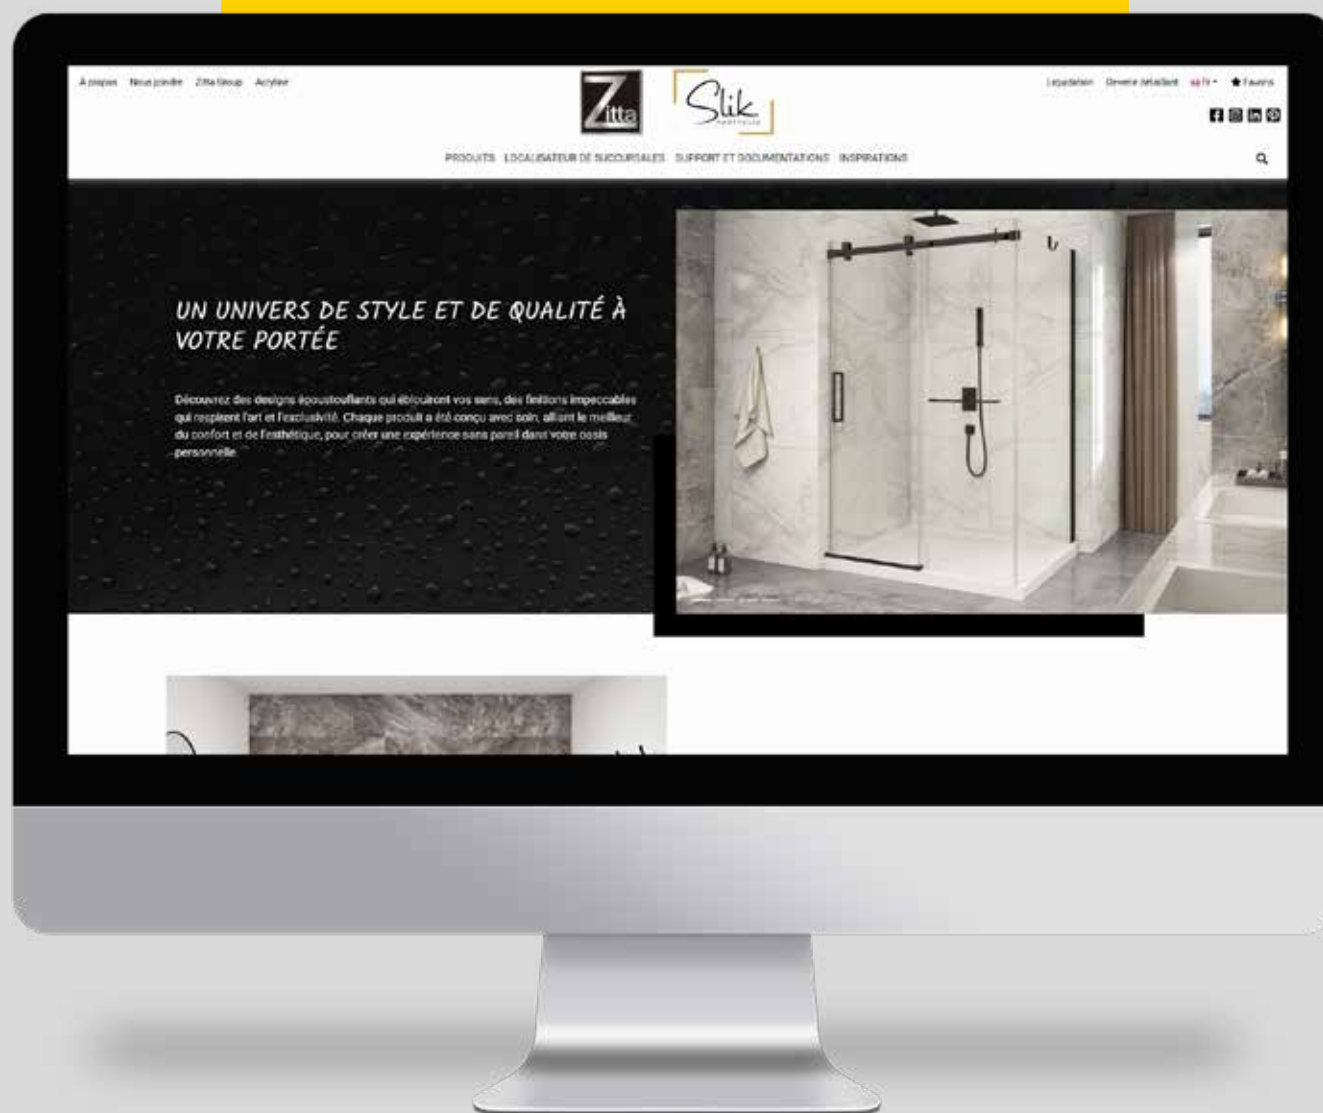 À propos Nous joindre Zitta Group Acryline
Zitta
Slik
PORTFOLIO
Liquidation Devenir détaillant Fr Favoris
PRODUITS LOCALISATEUR DE SUCCURSALES SUPPORT ET DOCUMENTATIONS INSPIRATIONS
UN UNIVERS DE STYLE ET DE QUALITÉ À
VOTRE PORTÉE
Découvrez des designs époustouflants qui éblouiront vos sens, des finitions impeccables
qui respirent l'art et l'exclusivité. Chaque produit a été conçu avec soin, alliant le meilleur
du confort et de l'esthétique, pour créer une expérience sans pareil dans votre oasis
personnelle.